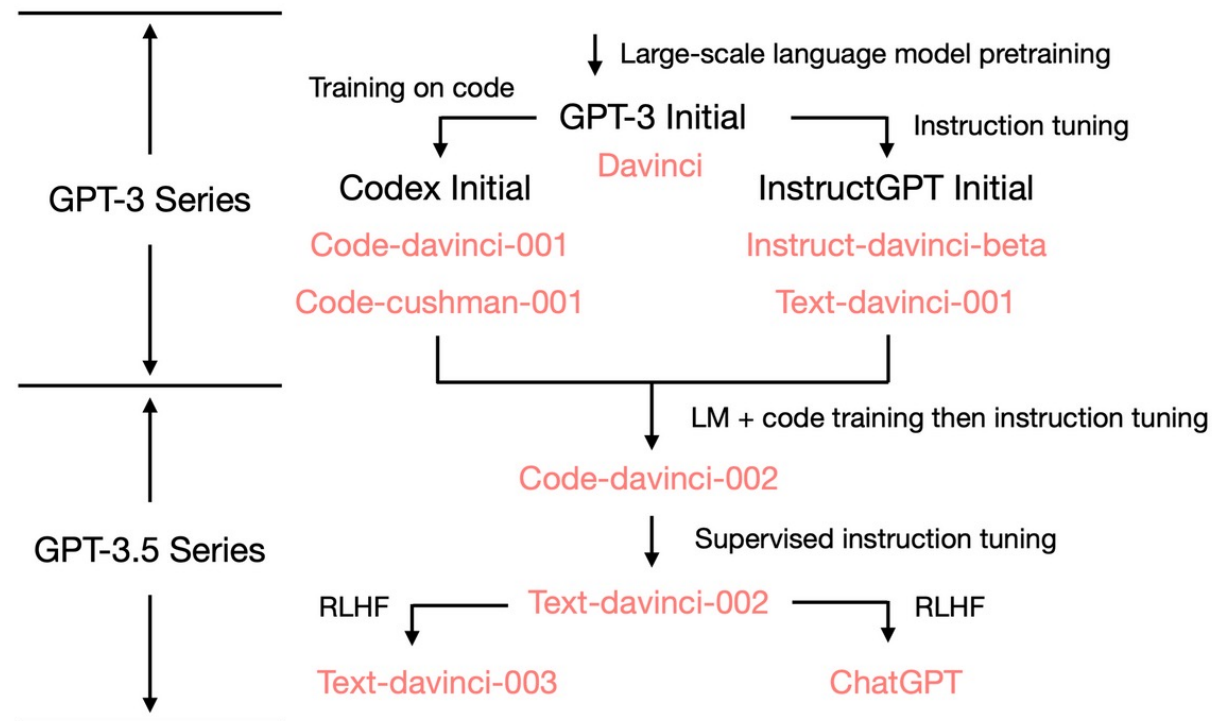 Large-scale language model pretraining
Training on code
GPT-3 Initial
Instruction tuning
Davinci
GPT-3 Series
Codex Initial
InstructGPT Initial
Code-davinci-001
Instruct-davinci-beta
Code-cushman-001
Text-davinci-001
LM + code training then instruction tuning
Code-davinci-002
GPT-3.5 Series
Supervised instruction tuning
RLHF
Text-davinci-002
RLHF
Text-davinci-003
ChatGPT